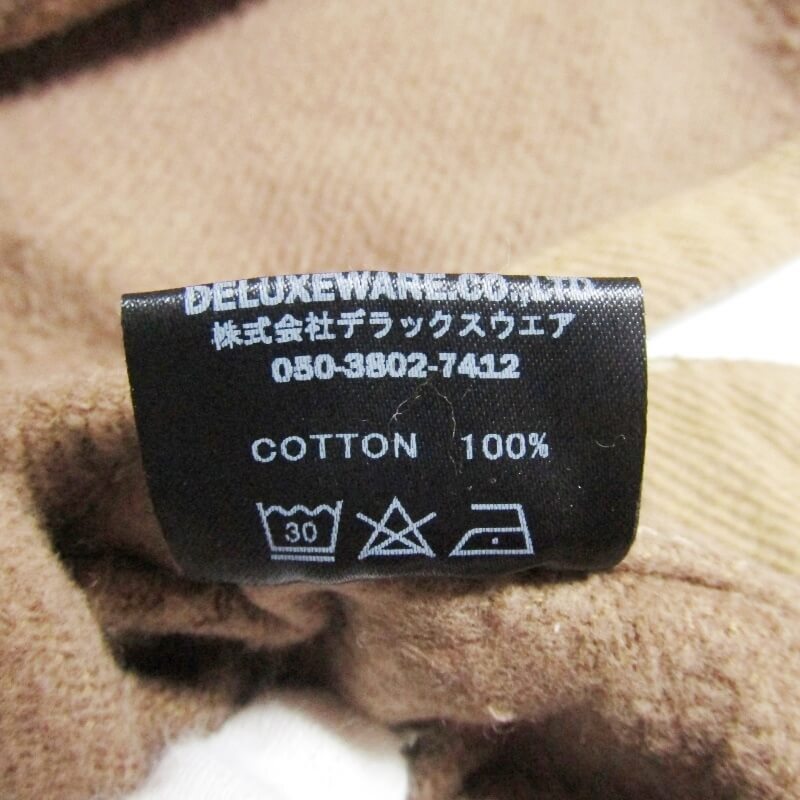 DELUXEWARE.CO.,LTD
株式会社デラックスウエア
050-3802-7412
COTTON 100%
30